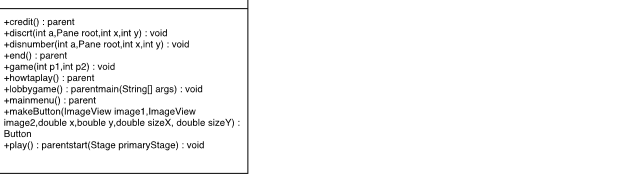 +credit() : parent
+discrt(int a,Pane root,int x,int y) : void
+disnumber(int a,Pane root,int x,int y) : void
+end() : parent
+game(int p1,int p2) : void
+howtaplay() : parent
+lobbygame() : parentmain(String[] args) : void
+mainmenu() : parent
+makeButton(ImageView image1,ImageView
image2,double x,bouble y,double sizeX, double sizeY) :
Button
+play() : parentstart(Stage primaryStage) : void